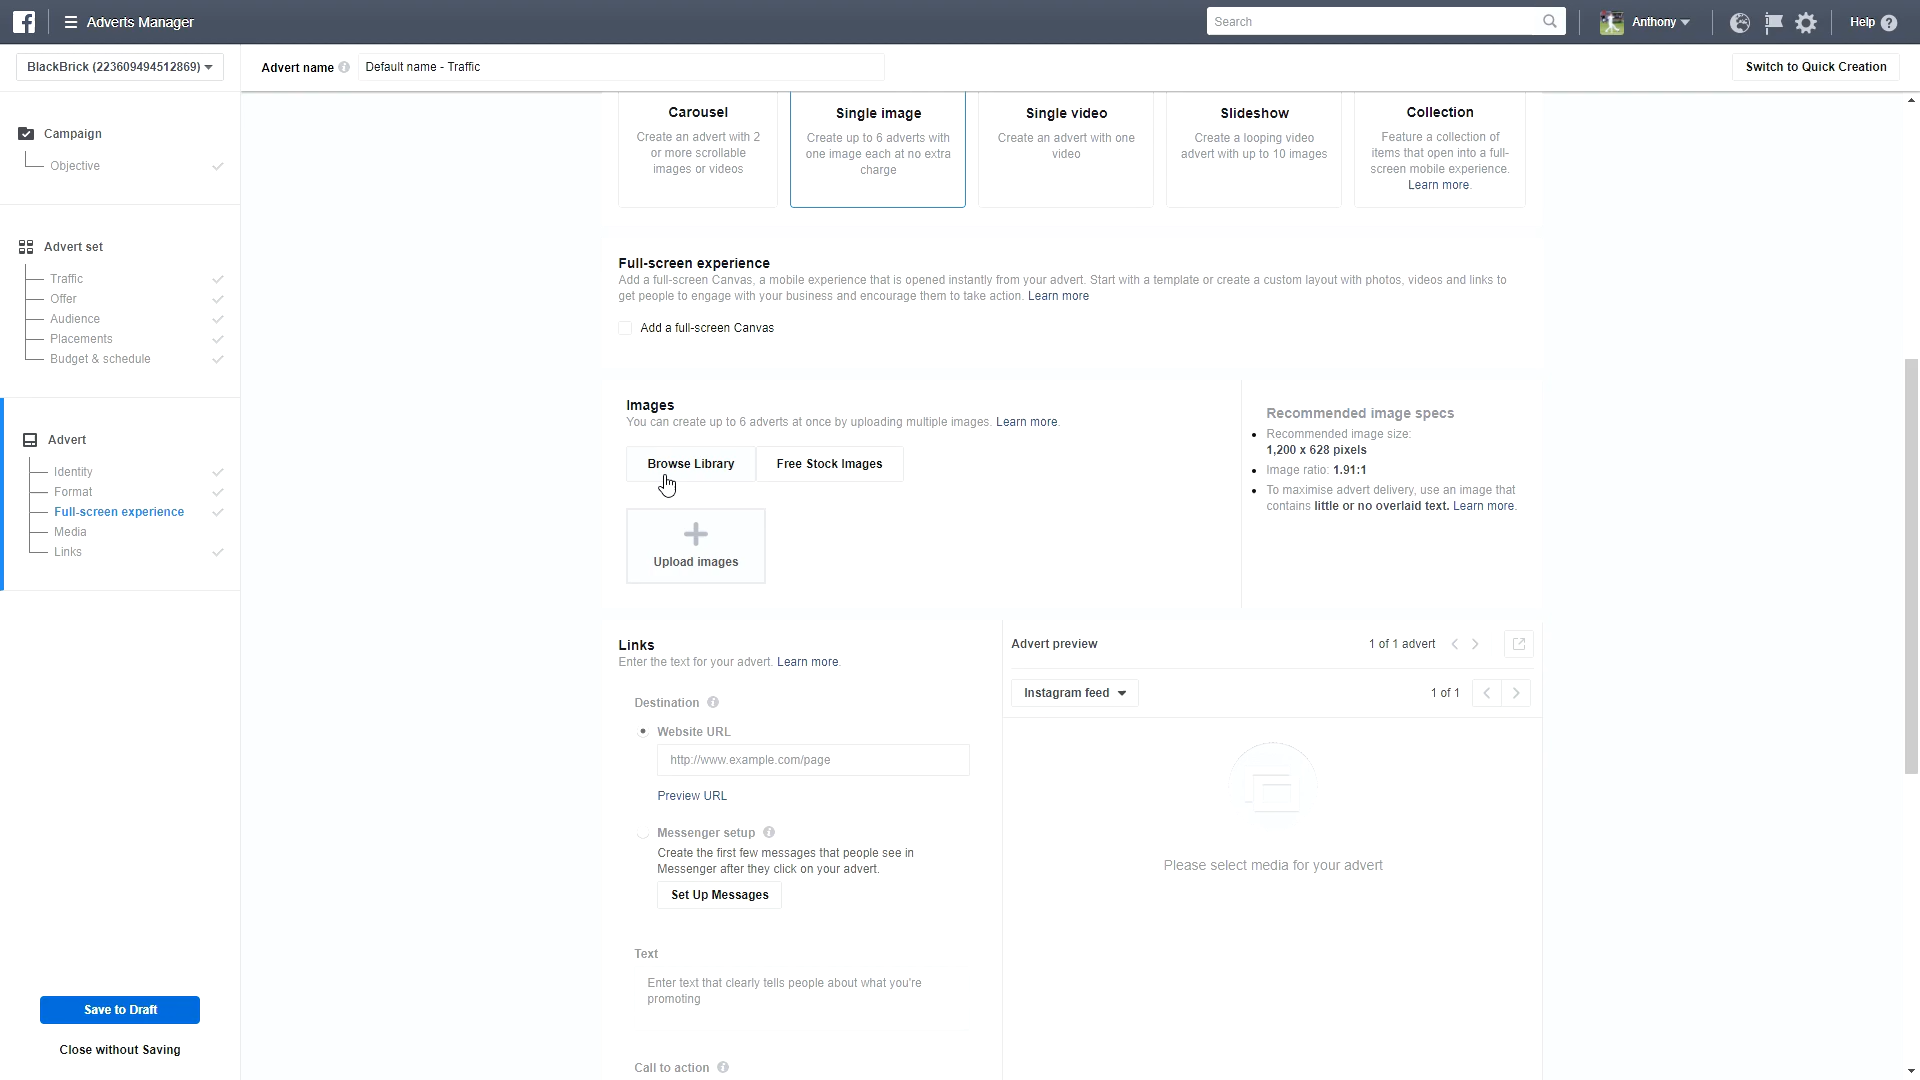 Adverts Manager
Search
Anthony
Help
BlackBrick (223609494512869)
Advert name
Default name - Traffic
Switch to Quick Creation
Campaign
Objective
Advert set
Traffic
Offer
Audience
Placements
Budget & schedule
Advert
Identity
Format
Full-screen experience
Media
Links
Save to Draft
Close without Saving
Carousel
Create an advert with 2
or more scrollable
images or videos
Single image
Create up to 6 adverts with
one image each at no extra
charge
Single video
Create an advert with one
video
Slideshow
Create a looping video
advert with up to 10 images
Collection
Feature a collection of
items that open into a full-
screen mobile experience.
Learn more.
Full-screen experience
Add a full-screen Canvas, a mobile experience that is opened instantly from your advert. Start with a template or create a custom layout with photos, videos and links to
get people to engage with your business and encourage them to take action. Learn more
Add a full-screen Canvas
Images
You can create up to 6 adverts at once by uploading multiple images. Learn more.
Browse Library
Free Stock Images
Upload images
Recommended image specs
Recommended image size:
1,200 x 628 pixels
Image ratio: 1.91:1
To maximise advert delivery, use an image that
contains little or no overlaid text. Learn more.
Links
Enter the text for your advert. Learn more.
Destination
Website URL
http://www.example.com/page
Preview URL
Messenger setup
Create the first few messages that people see in
Messenger after they click on your advert.
Set Up Messages
Text
Enter text that clearly tells people about what you're
promoting
Call to action
Advert preview
1 of 1 advert
Instagram feed
1 of 1
Please select media for your advert